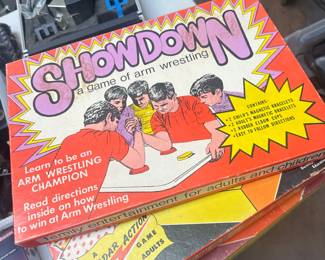 SHOWDOWN
a game of arm wrestling
CONTAINS:
• 2 CHILD'S MAGNETIC BRACELETS
• 2 ADULT'S MAGNETIC BRACELETS
• 2 RUBBER ELBOW CUPS
• EASY TO FOLLOW DIRECTIONS
Learn to be an
ARM WRESTLING
CHAMPION
Read directions
inside on how
to win at Arm Wrestling
family entertainment for adults and children
A
DAR ACTION
GAME
ADULTS